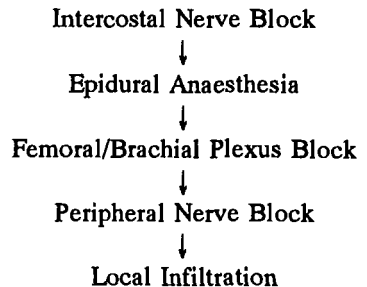 Intercostal Nerve Block
↓
Epidural Anaesthesia
↓
Femoral/Brachial Plexus Block
↓
Peripheral Nerve Block
↓
Local Infiltration